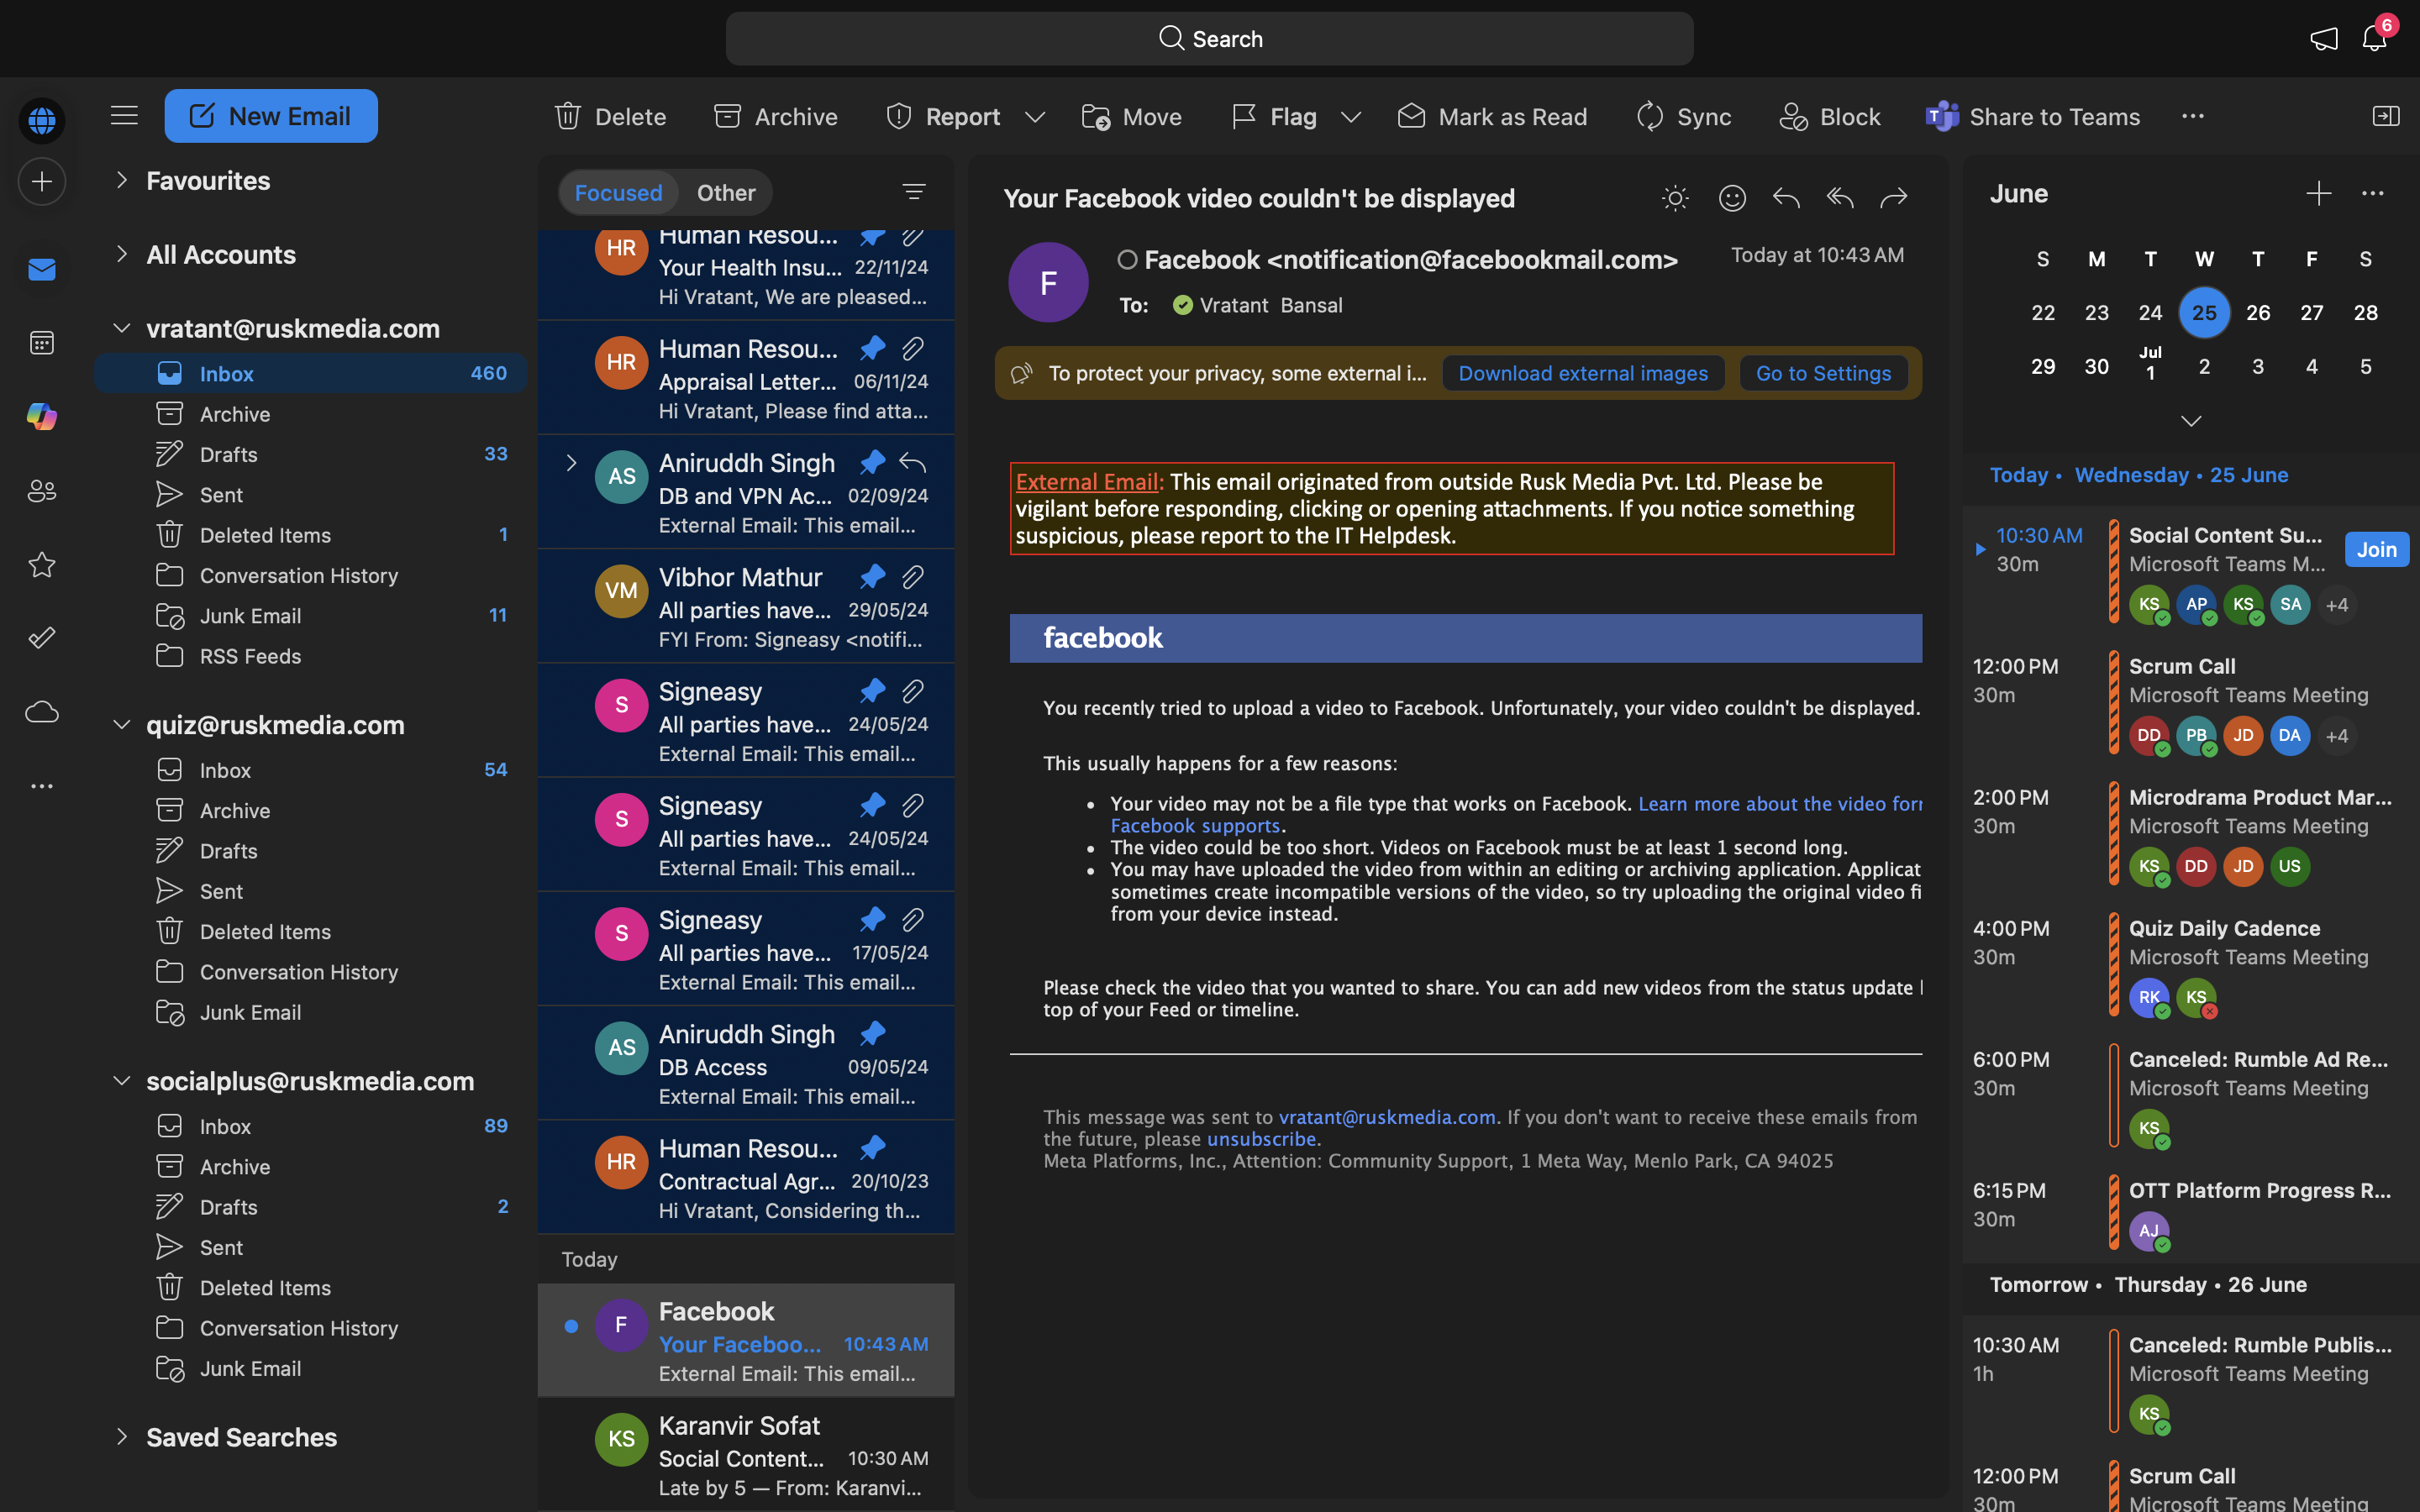 Search
6
New Email
Delete
Archive
Report
Move
Flag
Mark as Read
Sync
Block
Share to Teams
Favourites
All Accounts
vratant@ruskmedia.com
Inbox 460
Archive
Drafts 33
Sent
Deleted Items 1
Conversation History
Junk Email 11
RSS Feeds
quiz@ruskmedia.com
Inbox 54
Archive
Drafts
Sent
Deleted Items
Conversation History
Junk Email
socialplus@ruskmedia.com
Inbox 89
Archive
Drafts 2
Sent
Deleted Items
Conversation History
Junk Email
Saved Searches
Focused Other
HR Human Resou...
Your Health Insu... 22/11/24
Hi Vratant, We are pleased...
HR Human Resou...
Appraisal Letter... 06/11/24
Hi Vratant, Please find atta...
AS Aniruddh Singh
DB and VPN Ac... 02/09/24
External Email: This email...
VM Vibhor Mathur
All parties have... 29/05/24
FYI From: Signeasy <notifi...
S Signeasy
All parties have... 24/05/24
External Email: This email...
S Signeasy
All parties have... 24/05/24
External Email: This email...
S Signeasy
All parties have... 17/05/24
External Email: This email...
AS Aniruddh Singh
DB Access 09/05/24
External Email: This email...
HR Human Resou...
Contractual Agr... 20/10/23
Hi Vratant, Considering th...
Today
F Facebook
Your Faceboo... 10:43 AM
External Email: This email...
KS Karanvir Sofat
Social Content... 10:30 AM
Late by 5 — From: Karanvi...
Your Facebook video couldn't be displayed
F
Facebook <notification@facebookmail.com> Today at 10:43 AM
To: Vratant Bansal
To protect your privacy, some external i... Download external images Go to Settings
External Email: This email originated from outside Rusk Media Pvt. Ltd. Please be
vigilant before responding, clicking or opening attachments. If you notice something
suspicious, please report to the IT Helpdesk.
facebook
You recently tried to upload a video to Facebook. Unfortunately, your video couldn't be displayed.
This usually happens for a few reasons:
• Your video may not be a file type that works on Facebook. Learn more about the video
Facebook supports.
• The video could be too short. Videos on Facebook must be at least 1 second long.
• You may have uploaded the video from within an editing or archiving application. Applicat
sometimes create incompatible versions of the video, so try uploading the original video fi
from your device instead.
Please check the video that you wanted to share. You can add new videos from the status update
top of your Feed or timeline.
This message was sent to vratant@ruskmedia.com. If you don't want to receive these emails from
the future, please unsubscribe.
Meta Platforms, Inc., Attention: Community Support, 1 Meta Way, Menlo Park, CA 94025
June
S M T W T F S
22 23 24 25 26 27 28
29 30 Jul 1 2 3 4 5
Today • Wednesday • 25 June
10:30 AM Social Content Su...
30m Microsoft Teams M... Join
KS AP KS SA +4
12:00 PM Scrum Call
30m Microsoft Teams Meeting
DD PB JD DA +4
2:00 PM Microdrama Product Mar...
30m Microsoft Teams Meeting
KS DD JD US
4:00 PM Quiz Daily Cadence
30m Microsoft Teams Meeting
RK KS
6:00 PM Canceled: Rumble Ad Re...
30m Microsoft Teams Meeting
KS
6:15 PM OTT Platform Progress R...
30m
AJ
Tomorrow • Thursday • 26 June
10:30 AM Canceled: Rumble Publis...
1h Microsoft Teams Meeting
KS
12:00 PM Scrum Call
30m Microsoft Teams Meeting